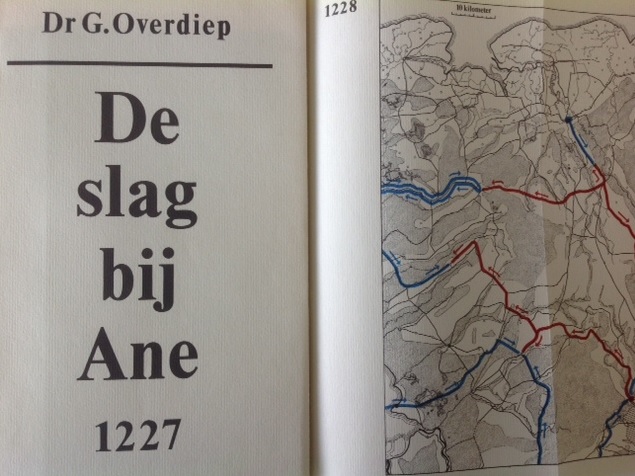 Dr G. Overdiep
De
slag
bij
Ane
1227
1228
10 kilometer